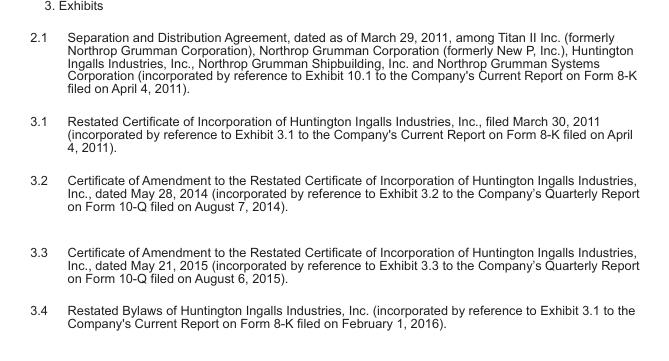 3. Exhibits
2.1 Separation and Distribution Agreement, dated as of March 29, 2011, among Titan II Inc. (formerly
Northrop Grumman Corporation), Northrop Grumman Corporation (formerly New P, Inc.), Huntington
Ingalls Industries, Inc., Northrop Grumman Shipbuilding, Inc. and Northrop Grumman Systems
Corporation (incorporated by reference to Exhibit 10.1 to the Company's Current Report on Form 8-K
filed on April 4, 2011).
3.1 Restated Certificate of Incorporation of Huntington Ingalls Industries, Inc., filed March 30, 2011
(incorporated by reference to Exhibit 3.1 to the Company's Current Report on Form 8-K filed on April
4, 2011).
3.2 Certificate of Amendment to the Restated Certificate of Incorporation of Huntington Ingalls Industries,
Inc., dated May 28, 2014 (incorporated by reference to Exhibit 3.2 to the Company’s Quarterly Report
on Form 10-Q filed on August 7, 2014).
3.3 Certificate of Amendment to the Restated Certificate of Incorporation of Huntington Ingalls Industries,
Inc., dated May 21, 2015 (incorporated by reference to Exhibit 3.3 to the Company’s Quarterly Report
on Form 10-Q filed on August 6, 2015).
3.4 Restated Bylaws of Huntington Ingalls Industries, Inc. (incorporated by reference to Exhibit 3.1 to the
Company's Current Report on Form 8-K filed on February 1, 2016).